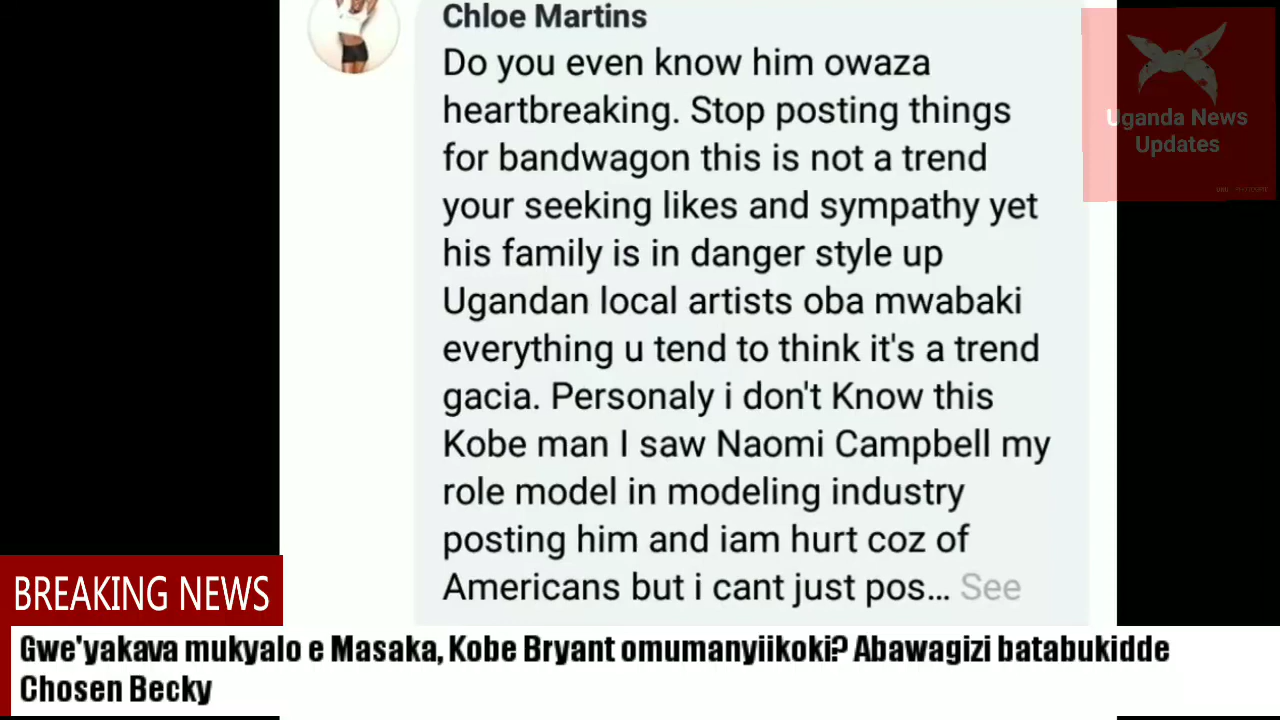 Chloe Martins
Do you even know him owaza
heartbreaking. Stop posting things
for bandwagon this is not a trend
your seeking likes and sympathy yet
his family is in danger style up
Ugandan local artists oba mwabaki
everything u tend to think it's a trend
gacia. Personaly i don't Know this
Kobe man I saw Naomi Campbell my
role model in modeling industry
posting him and iam hurt coz of
Americans but i cant just pos... See
Uganda News
Updates
BREAKING NEWS
Gwe'yakava mukyalo e Masaka, Kobe Bryant omumanyiikoki? Abawagizi batabukidde
Chosen Becky